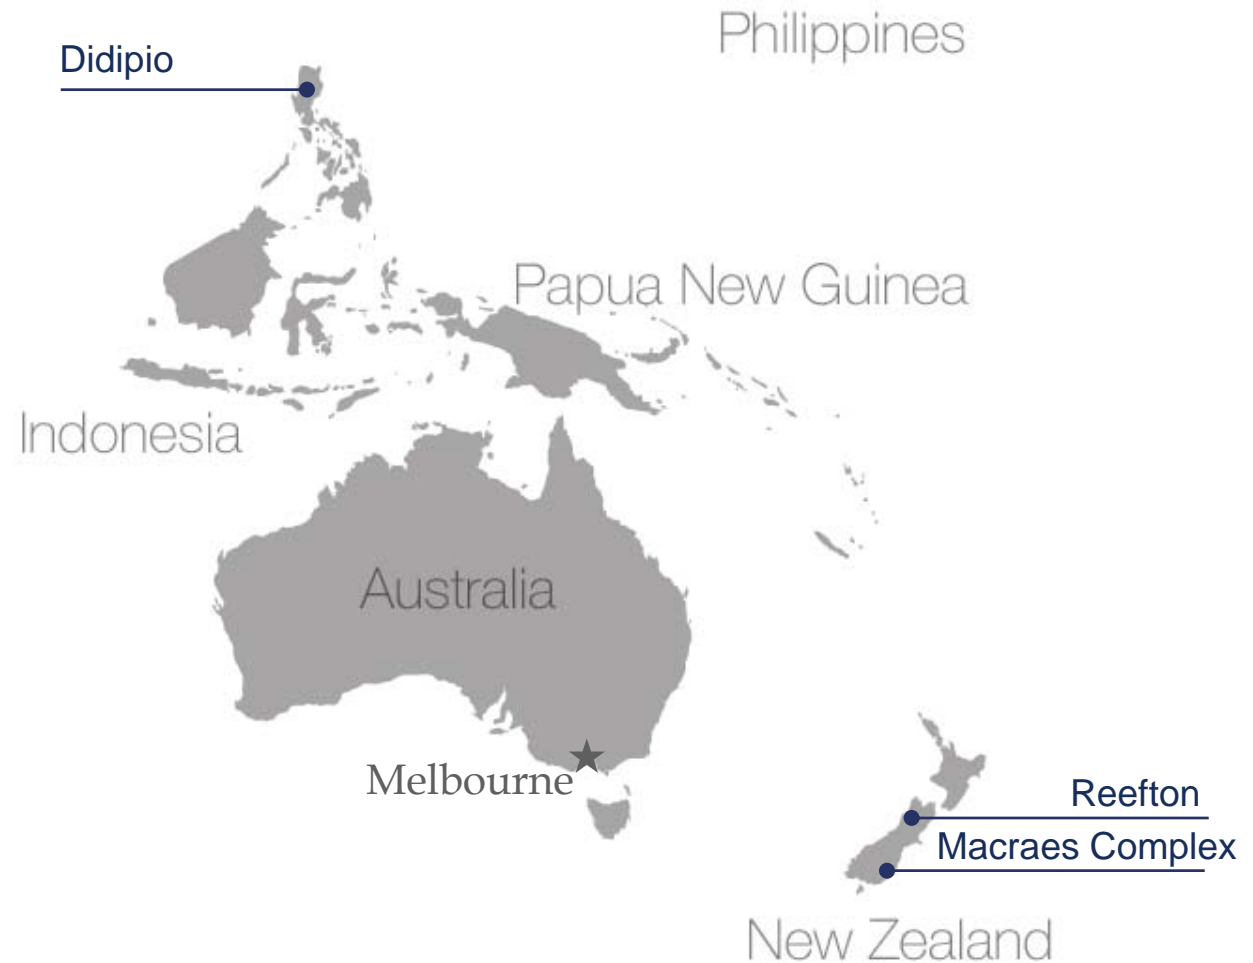 Philippines
Didipio
Papua New Guinea
Indonesia
Australia
Melbourne
Reefton
Macraes Complex
New Zealand